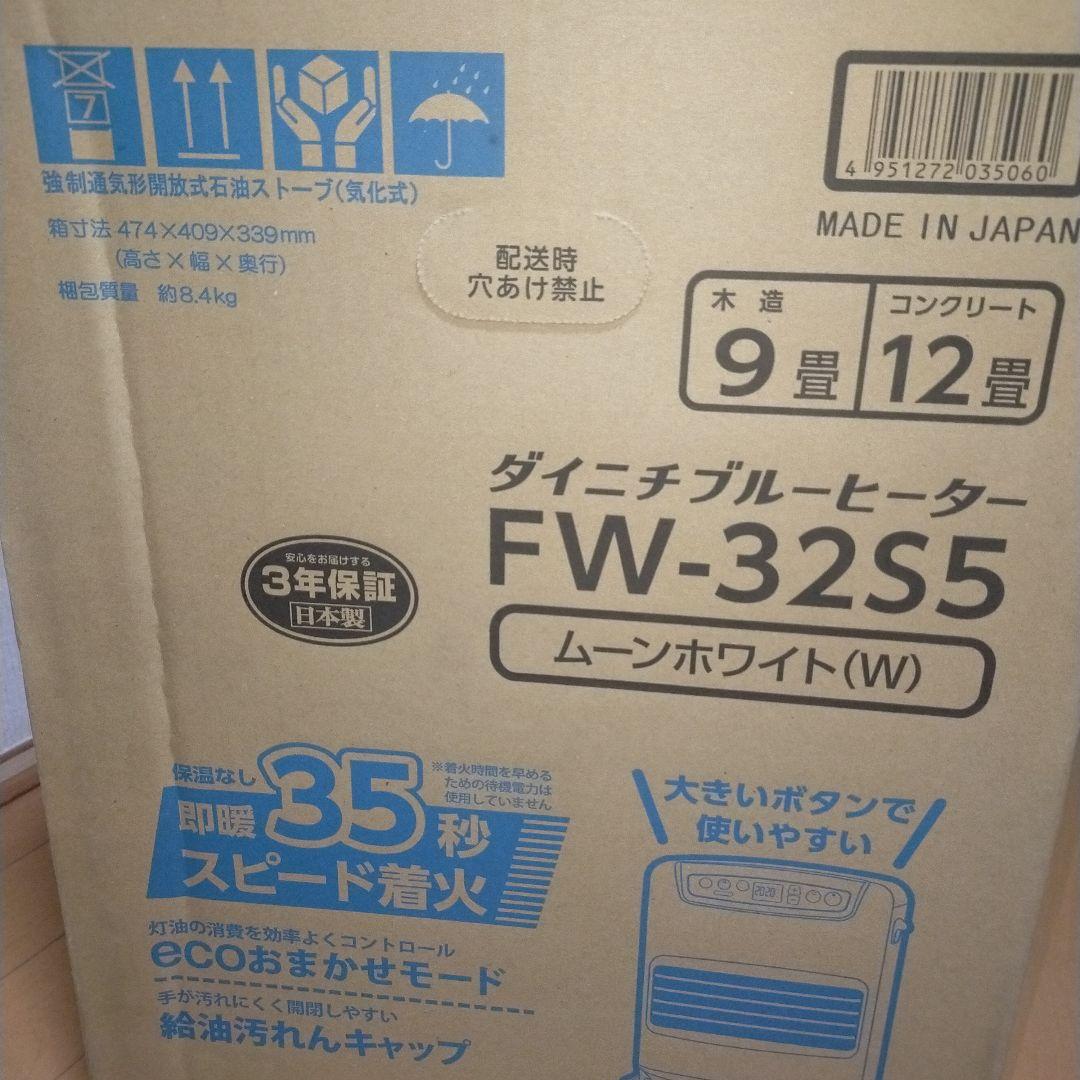 7
強制通気形開放式石油ストーブ(気化式)
箱寸法 474×409×339mm
(高さ×幅×奥行)
梱包質量 約8.4kg
配送時
穴あけ禁止
4 951272 035060
MADE IN JAPAN
木造
9畳
コンクリート
12畳
ダイニチブルーヒーター
FW-32S5
ムーンホワイト(W)
安心をお届けする
3年保証
日本製
保温なし
即暖35秒
※着火時間を早める
ための待機電力は
使用していません
スピード着火
灯油の消費を効率よくコントロール
ecoおまかせモード
手が汚れにくく開閉しやすい
給油汚れんキャップ
大きいボタンで
使いやすい
2020